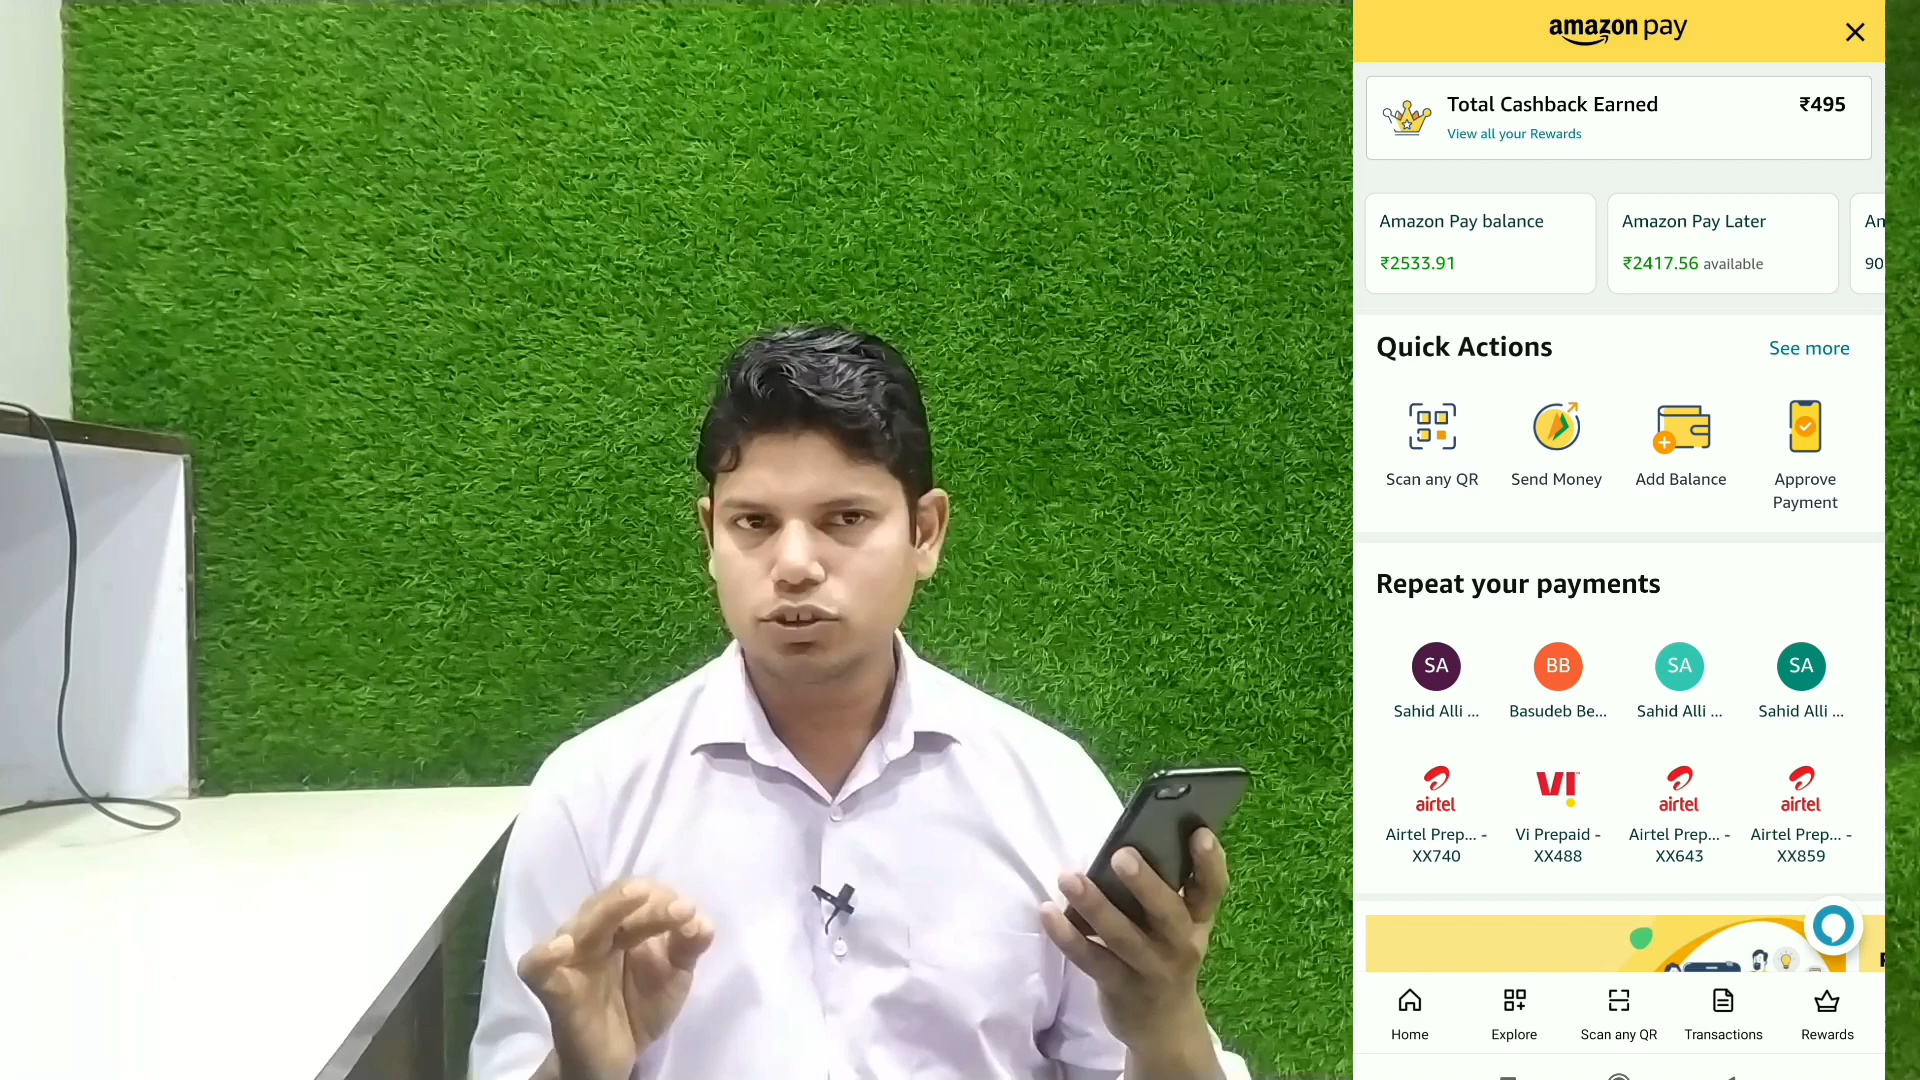 amazon pay
Total Cashback Earned ₹495
View all your Rewards
Amazon Pay balance
₹2533.91
Amazon Pay Later
₹2417.56 available
An
90
Quick Actions See more
Scan any QR
Send Money
Add Balance
Approve
Payment
Repeat your payments
SA BB SA SA
Sahid Alli ... Basudeb Be... Sahid Alli ... Sahid Alli ...
airtel VI airtel airtel
Airtel Prep... - Vi Prepaid - Airtel Prep... - Airtel Prep... -
XX740 XX488 XX643 XX859
Home Explore Scan any QR Transactions Rewards